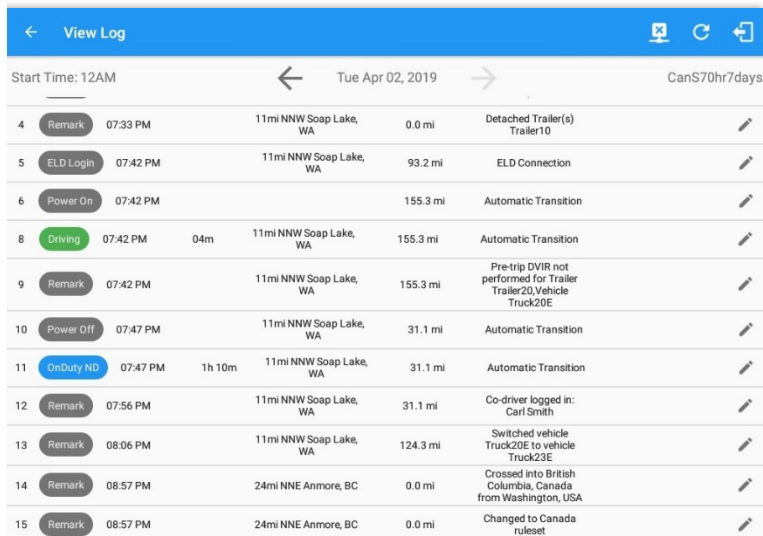 View Log
Start Time: 12AM Tue Apr 02, 2019 CanS70hr7days
4 Remark 07:33 PM 11mi NNW Soap Lake, WA 0.0 mi Detached Trailer(s) Trailer10
5 ELD Login 07:42 PM 11mi NNW Soap Lake, WA 93.2 mi ELD Connection
6 Power On 07:42 PM 155.3 mi Automatic Transition
8 Driving 07:42 PM 04m 11mi NNW Soap Lake, WA 155.3 mi Automatic Transition
9 Remark 07:42 PM 11mi NNW Soap Lake, WA 155.3 mi Pre-trip DVIR not performed for Trailer Trailer20,Vehicle Truck20E
10 Power Off 07:47 PM 11mi NNW Soap Lake, WA 31.1 mi Automatic Transition
11 OnDuty ND 07:47 PM 1h 10m 11mi NNW Soap Lake, WA 31.1 mi Automatic Transition
12 Remark 07:56 PM 11mi NNW Soap Lake, WA 31.1 mi Co-driver logged in: Carl Smith
13 Remark 08:06 PM 11mi NNW Soap Lake, WA 124.3 mi Switched vehicle Truck20E to vehicle Truck23E
14 Remark 08:57 PM 24mi NNE Anmore, BC 0.0 mi Crossed into British Columbia, Canada from Washington, USA
15 Remark 08:57 PM 24mi NNE Anmore, BC 0.0 mi Changed to Canada ruleset